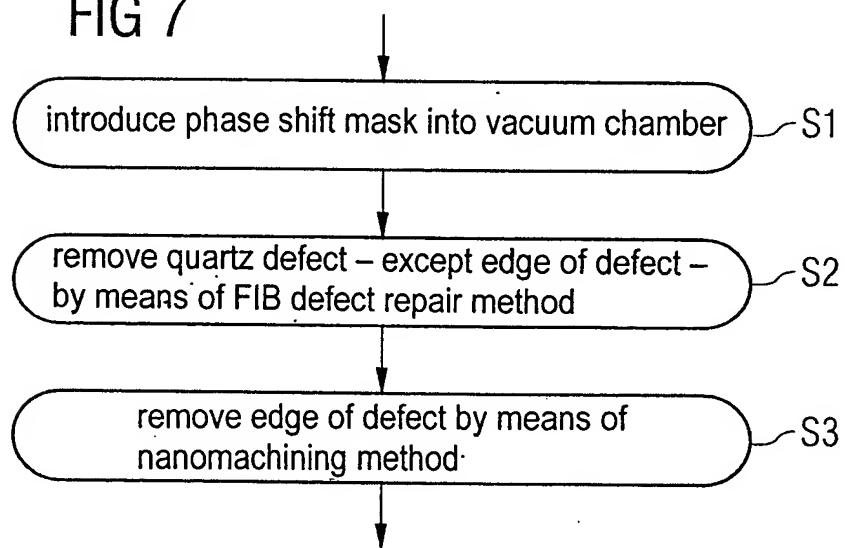 FIG 7
introduce phase shift mask into vacuum chamber
S1
remove quartz defect – except edge of defect –
by means of FIB defect repair method
S2
remove edge of defect by means of
nanomachining method
S3